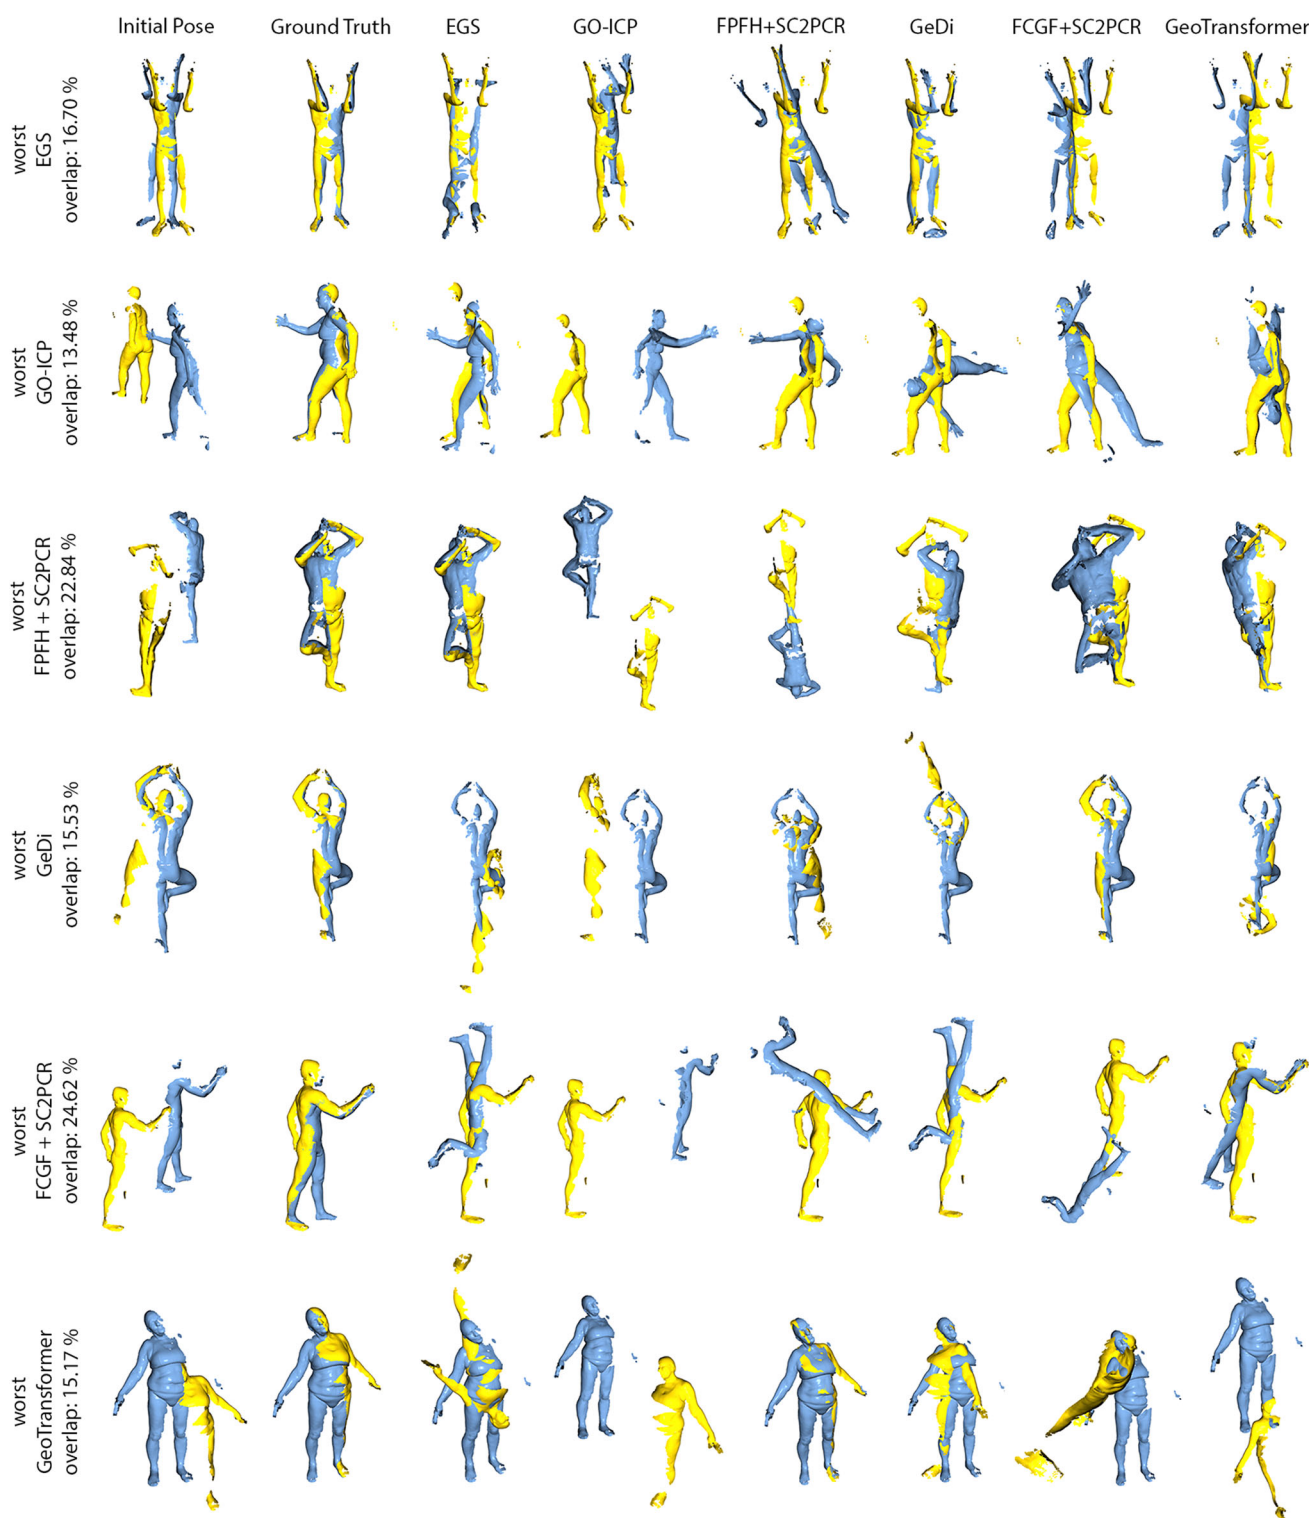 Initial Pose Ground Truth EGS GO-ICP FPFH+SC2PCR GeDi FCGF+SC2PCR GeoTransformer
worst
EGS
overlap: 16.70 %
worst
GO-ICP
overlap: 13.48 %
worst
FPFH + SC2PCR
overlap: 22.84 %
worst
GeDi
overlap: 15.53 %
worst
FCGF + SC2PCR
overlap: 24.62 %
worst
GeoTransformer
overlap: 15.17 %